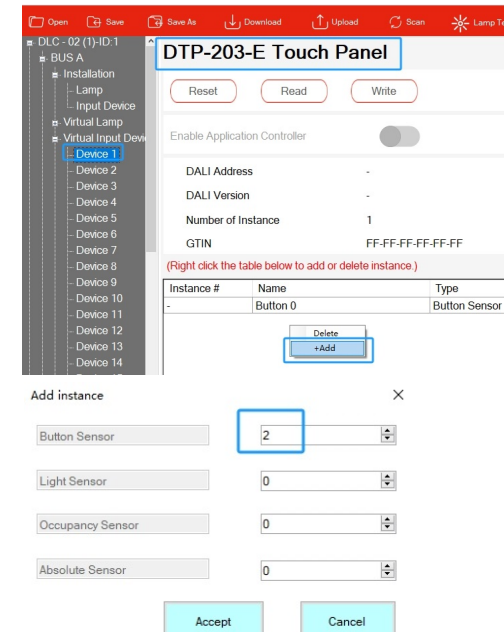 Open Save Save As Download Upload Scan
DLC - 02 (1)-ID:1
BUS A
Installation
Lamp
Input Device
Virtual Lamp
Virtual Input
Device 1
Device 2
Device 3
Device 4
Device 5
Device 6
Device 7
Device 8
Device 9
Device 10
Device 11
Device 12
Device 13
Device 14
DTP-203-E Touch Panel
Reset Read Write
Enable Application Controller
DALI Address -
DALI Version -
Number of Instance 1
GTIN FF-FF-FF-FF-FF-FF
(Right click the table below to add or delete instance.)
Instance # Name Type
- Button 0 Button Sensor
Delete
+Add
Add instance
Button Sensor 2
Light Sensor 0
Occupancy Sensor 0
Absolute Sensor 0
Accept Cancel